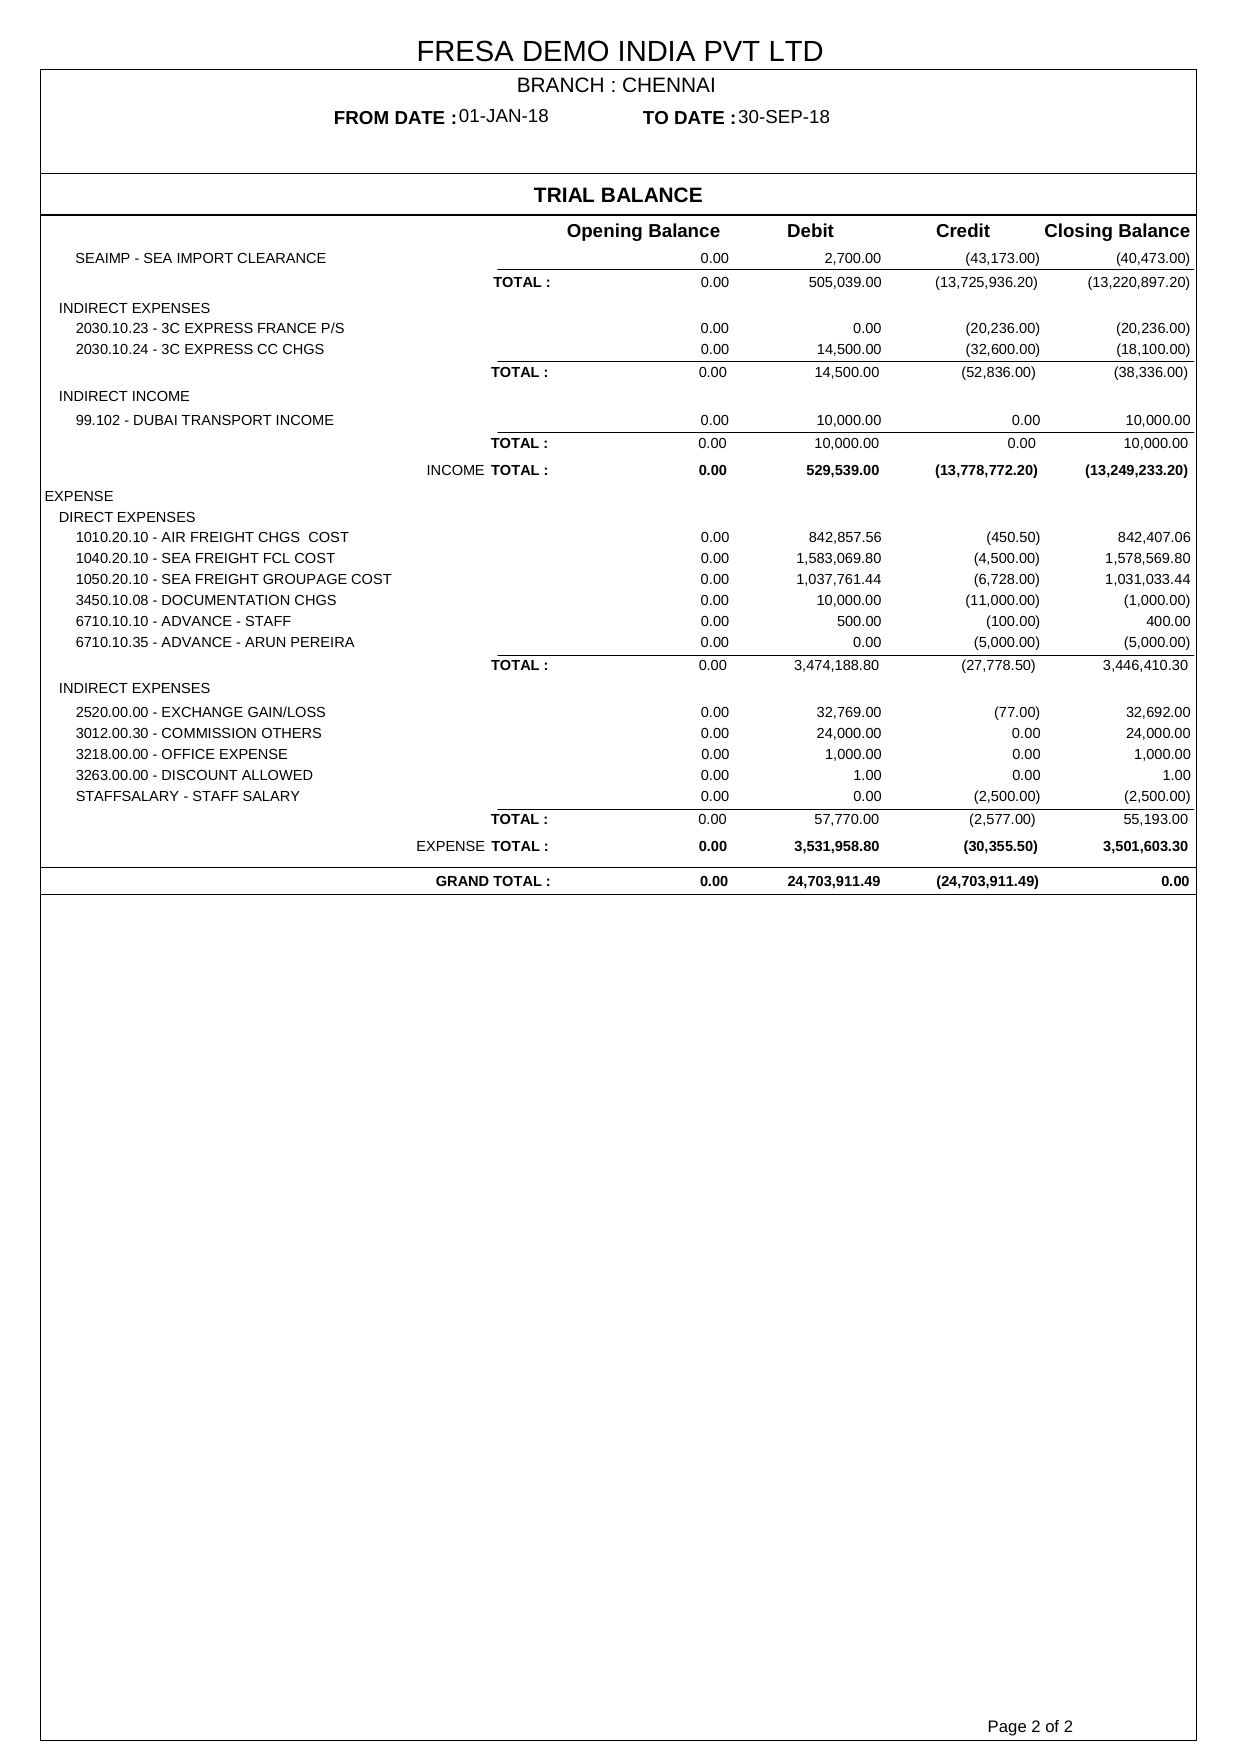 FRESA DEMO INDIA PVT LTD
BRANCH : CHENNAI
FROM DATE : 01-JAN-18 TO DATE : 30-SEP-18
TRIAL BALANCE
Opening Balance Debit Credit Closing Balance
SEAIMP - SEA IMPORT CLEARANCE 0.00 2,700.00 (43,173.00) (40,473.00)
TOTAL : 0.00 505,039.00 (13,725,936.20) (13,220,897.20)
INDIRECT EXPENSES
2030.10.23 - 3C EXPRESS FRANCE P/S 0.00 0.00 (20,236.00) (20,236.00)
2030.10.24 - 3C EXPRESS CC CHGS 0.00 14,500.00 (32,600.00) (18,100.00)
TOTAL : 0.00 14,500.00 (52,836.00) (38,336.00)
INDIRECT INCOME
99.102 - DUBAI TRANSPORT INCOME 0.00 10,000.00 0.00 10,000.00
TOTAL : 0.00 10,000.00 0.00 10,000.00
INCOME TOTAL : 0.00 529,539.00 (13,778,772.20) (13,249,233.20)
EXPENSE
DIRECT EXPENSES
1010.20.10 - AIR FREIGHT CHGS  COST 0.00 842,857.56 (450.50) 842,407.06
1040.20.10 - SEA FREIGHT FCL COST 0.00 1,583,069.80 (4,500.00) 1,578,569.80
1050.20.10 - SEA FREIGHT GROUPAGE COST 0.00 1,037,761.44 (6,728.00) 1,031,033.44
3450.10.08 - DOCUMENTATION CHGS 0.00 10,000.00 (11,000.00) (1,000.00)
6710.10.10 - ADVANCE - STAFF 0.00 500.00 (100.00) 400.00
6710.10.35 - ADVANCE - ARUN PEREIRA 0.00 0.00 (5,000.00) (5,000.00)
TOTAL : 0.00 3,474,188.80 (27,778.50) 3,446,410.30
INDIRECT EXPENSES
2520.00.00 - EXCHANGE GAIN/LOSS 0.00 32,769.00 (77.00) 32,692.00
3012.00.30 - COMMISSION OTHERS 0.00 24,000.00 0.00 24,000.00
3218.00.00 - OFFICE EXPENSE 0.00 1,000.00 0.00 1,000.00
3263.00.00 - DISCOUNT ALLOWED 0.00 1.00 0.00 1.00
STAFFSALARY - STAFF SALARY 0.00 0.00 (2,500.00) (2,500.00)
TOTAL : 0.00 57,770.00 (2,577.00) 55,193.00
EXPENSE TOTAL : 0.00 3,531,958.80 (30,355.50) 3,501,603.30
GRAND TOTAL : 0.00 24,703,911.49 (24,703,911.49) 0.00
Page 2 of 2